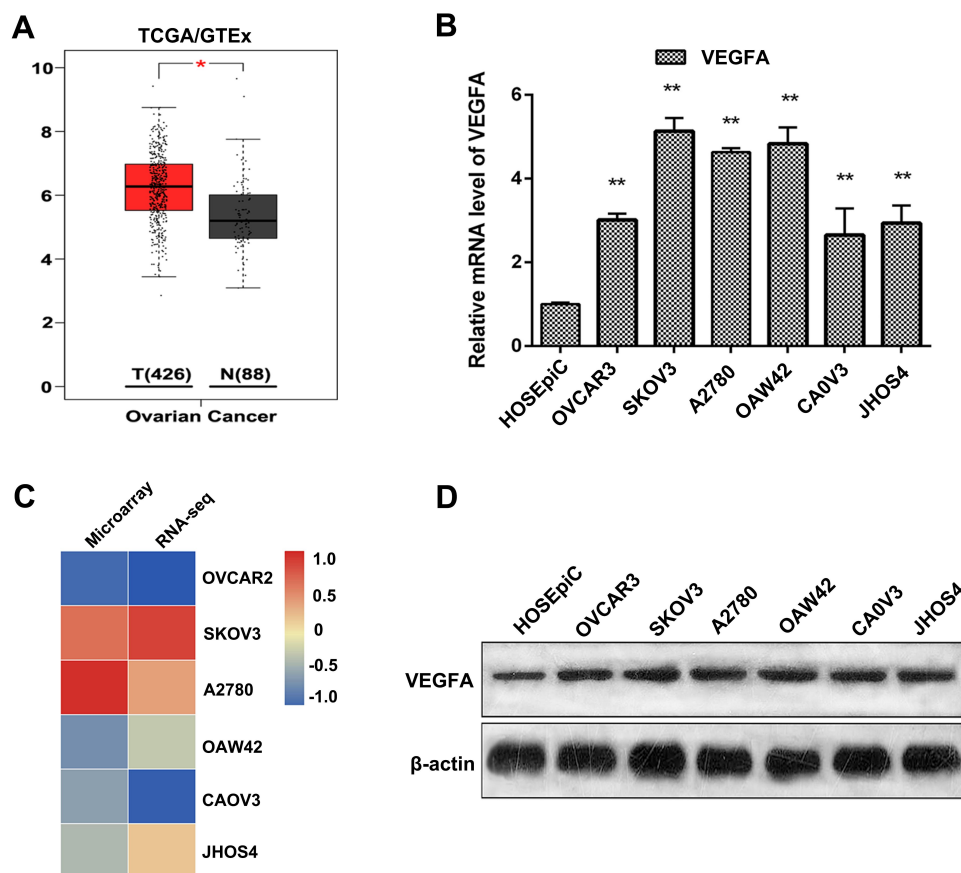 A
TCGA/GTEx
*
10
8
6
4
2
0
T(426)
N(88)
Ovarian Cancer
B
VEGFA
Relative mRNA level of VEGFA
6
4
2
0
**
**
**
**
**
**
HOSEpiC
OVCAR3
SKOV3
A2780
OAW42
CA0V3
JHOS4
C
Microarray
RNA-seq
OVCAR2
SKOV3
A2780
OAW42
CAOV3
JHOS4
1.0
0.5
0
-0.5
-1.0
D
HOSEpiC
OVCAR3
SKOV3
A2780
OAW42
CA0V3
JHOS4
VEGFA
β-actin